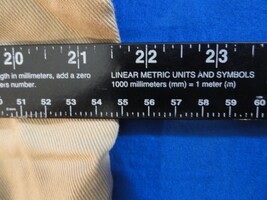 20 21 22 23
gth in millimeters, add a zero LINEAR METRIC UNITS AND SYMBOLS
ws number. 1000 millimeters (mm) = 1 meter (m)
51 52 53 54 55 56 57 58 59 60